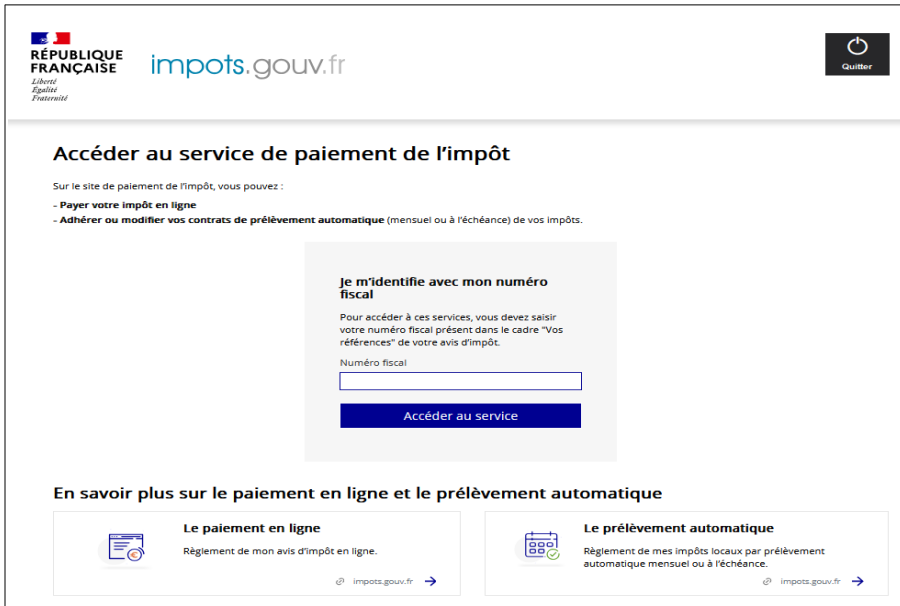 RÉPUBLIQUE
FRANÇAISE
Liberté
Égalité
Fraternité
impots.gouv.fr
Quitter
Accéder au service de paiement de l'impôt
Sur le site de paiement de l'impôt, vous pouvez :
- Payer votre impôt en ligne
- Adhérer ou modifier vos contrats de prélèvement automatique (mensuel ou à l'échéance) de vos impôts.
Je m'identifie avec mon numéro
fiscal
Pour accéder à ces services, vous devez saisir
votre numéro fiscal présent dans le cadre "Vos
références" de votre avis d'impôt.
Numéro fiscal
Accéder au service
En savoir plus sur le paiement en ligne et le prélèvement automatique
Le paiement en ligne
Règlement de mon avis d'impôt en ligne.
impots.gouv.fr
Le prélèvement automatique
Règlement de mes impôts locaux par prélèvement
automatique mensuel ou à l'échéance.
impots.gouv.fr